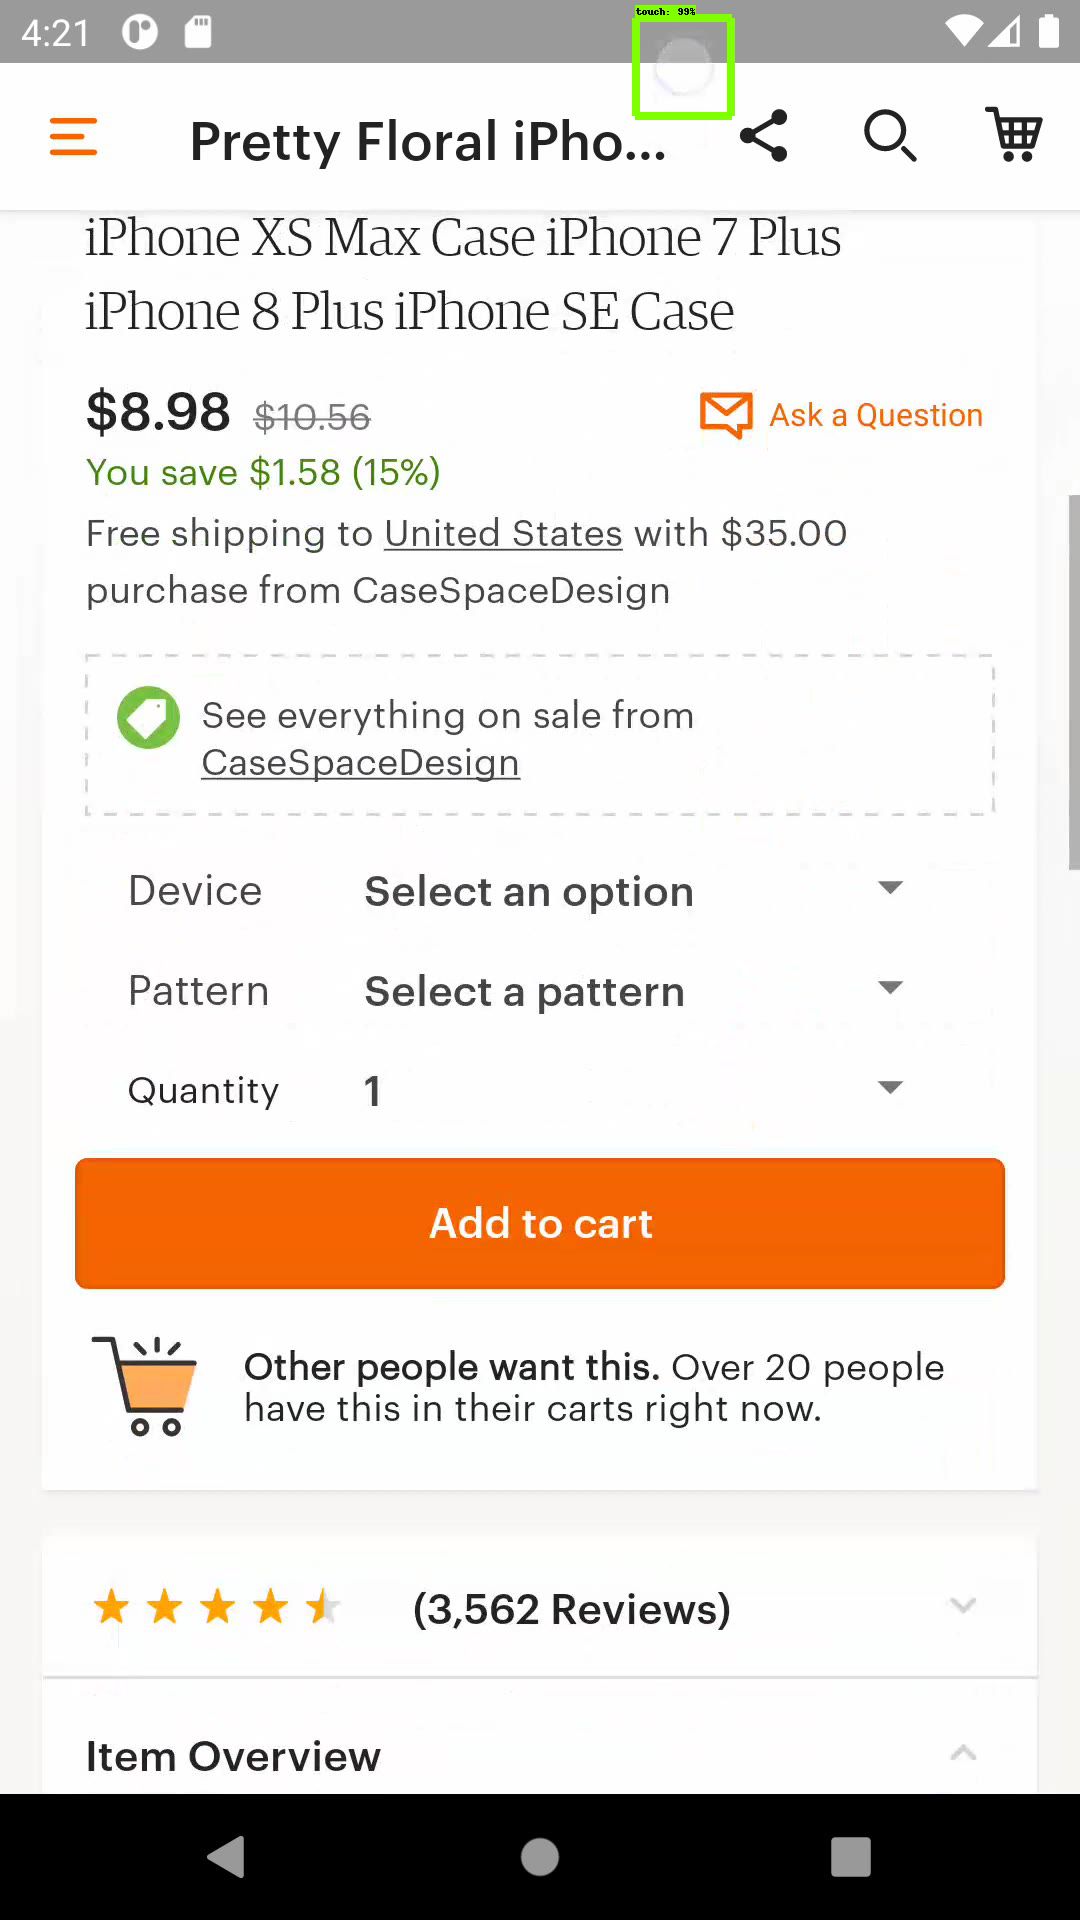 touch: 99%
4:21
Pretty Floral iPho...
iPhone XS Max Case iPhone 7 Plus
iPhone 8 Plus iPhone SE Case
$8.98 $10.56
Ask a Question
You save $1.58 (15%)
Free shipping to United States with $35.00
purchase from CaseSpaceDesign
See everything on sale from
CaseSpaceDesign
Device Select an option
Pattern Select a pattern
Quantity 1
Add to cart
Other people want this. Over 20 people
have this in their carts right now.
(3,562 Reviews)
Item Overview